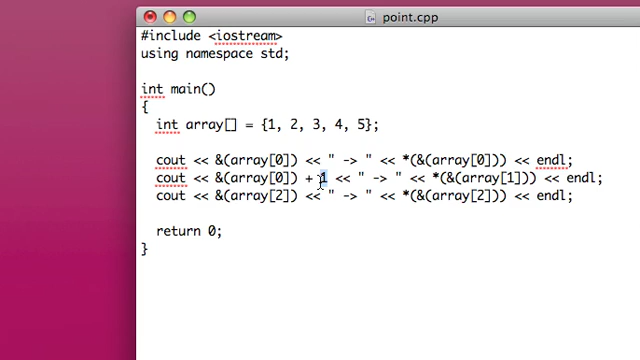 point.cpp
#include <iostream>
using namespace std;
int main()
{
int array[] = {1, 2, 3, 4, 5};
cout << &(array[0]) << " -> " << *(&(array[0])) << endl;
cout << &(array[0]) + 1 << " -> " << *(&(array[1])) << endl;
cout << &(array[2]) << " -> " << *(&(array[2])) << endl;
return 0;
}